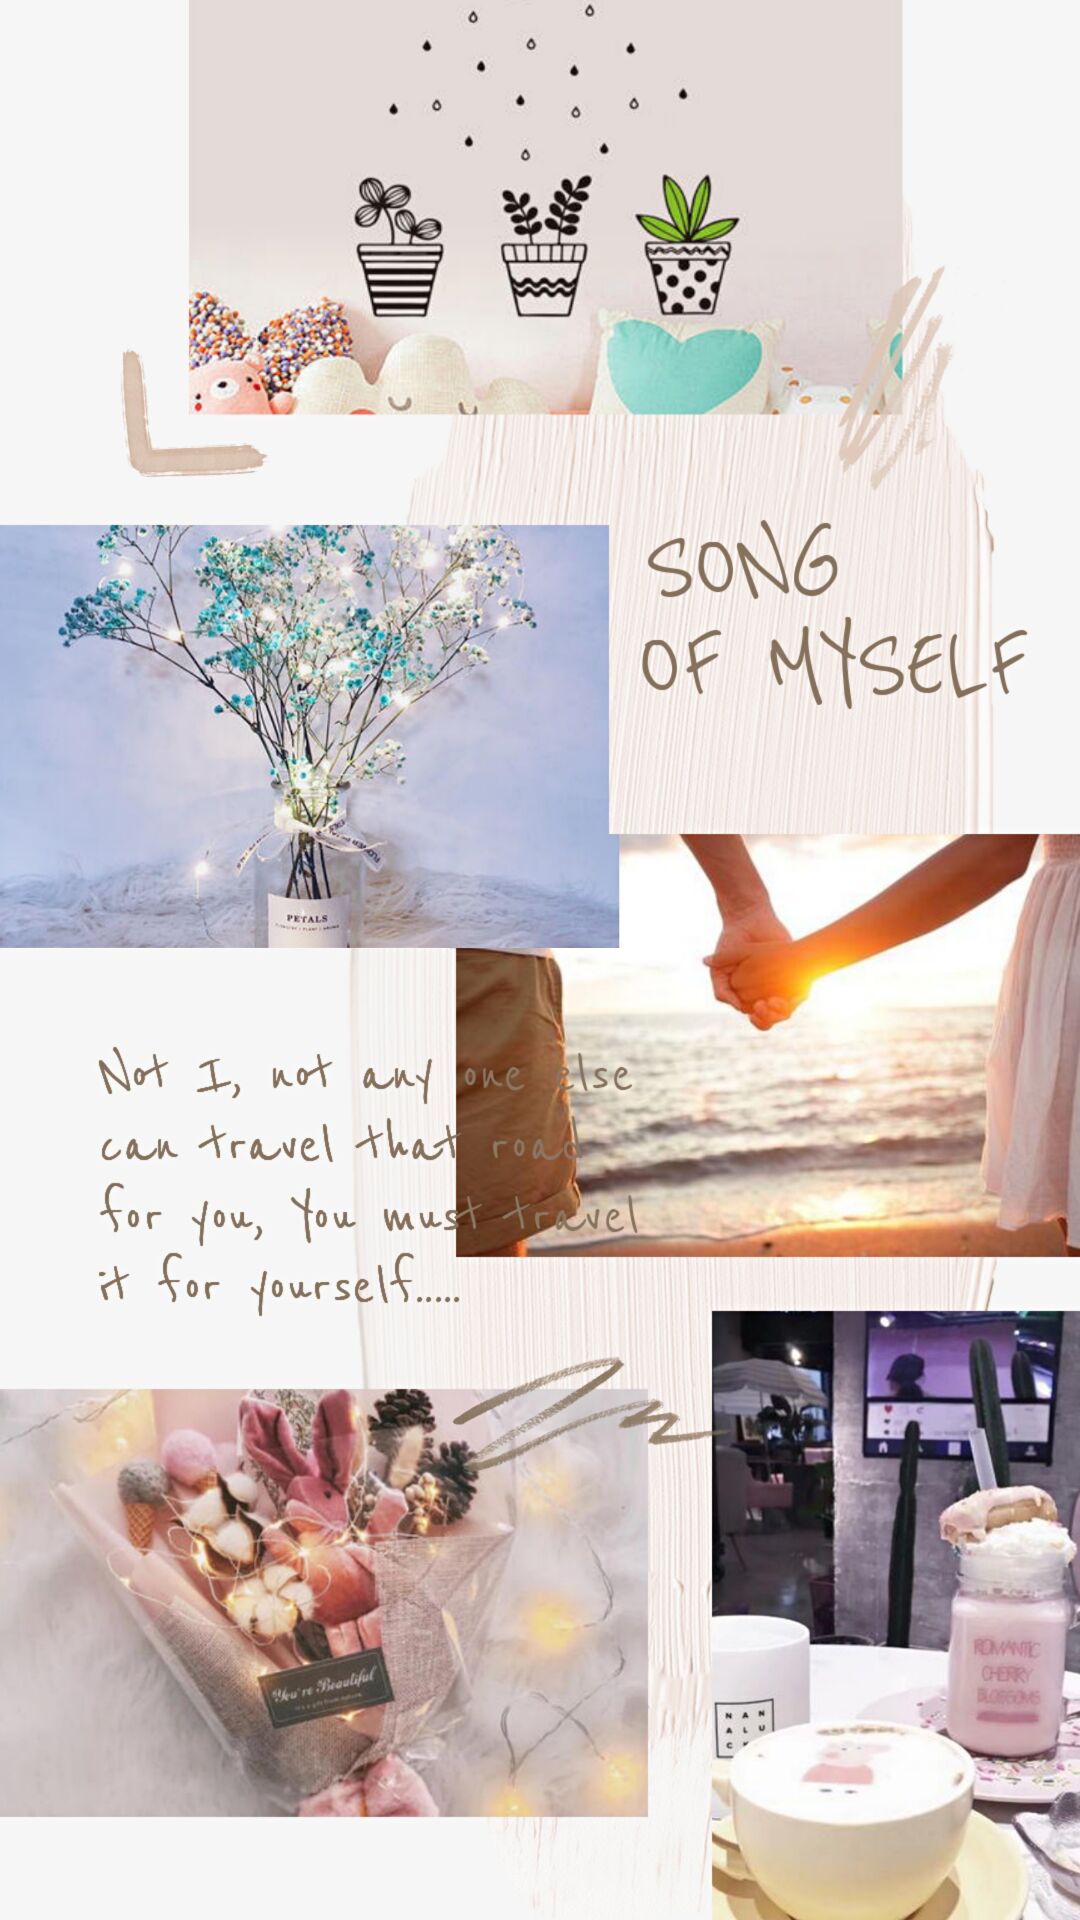 SONG
OF MYSELF
PETALS
Not I, not any one else
can travel that road
for you, You must travel
it for yourself.....
You're Beautiful
ROMANTIC
CHERRY
BLOSSOMS
NAN
ALU
CK